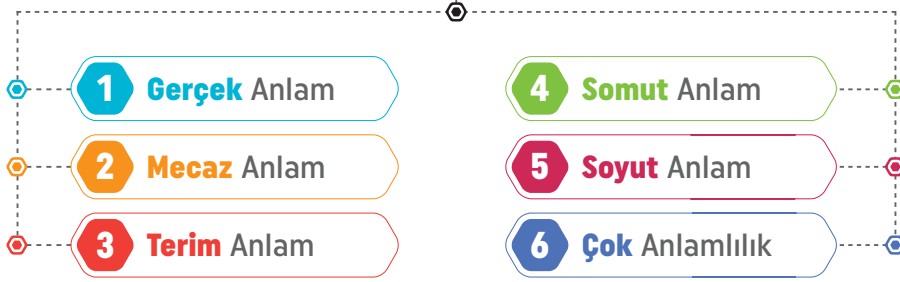 1 Gerçek Anlam
2 Mecaz Anlam
3 Terim Anlam
4 Somut Anlam
5 Soyut Anlam
6 Çok Anlamlılık